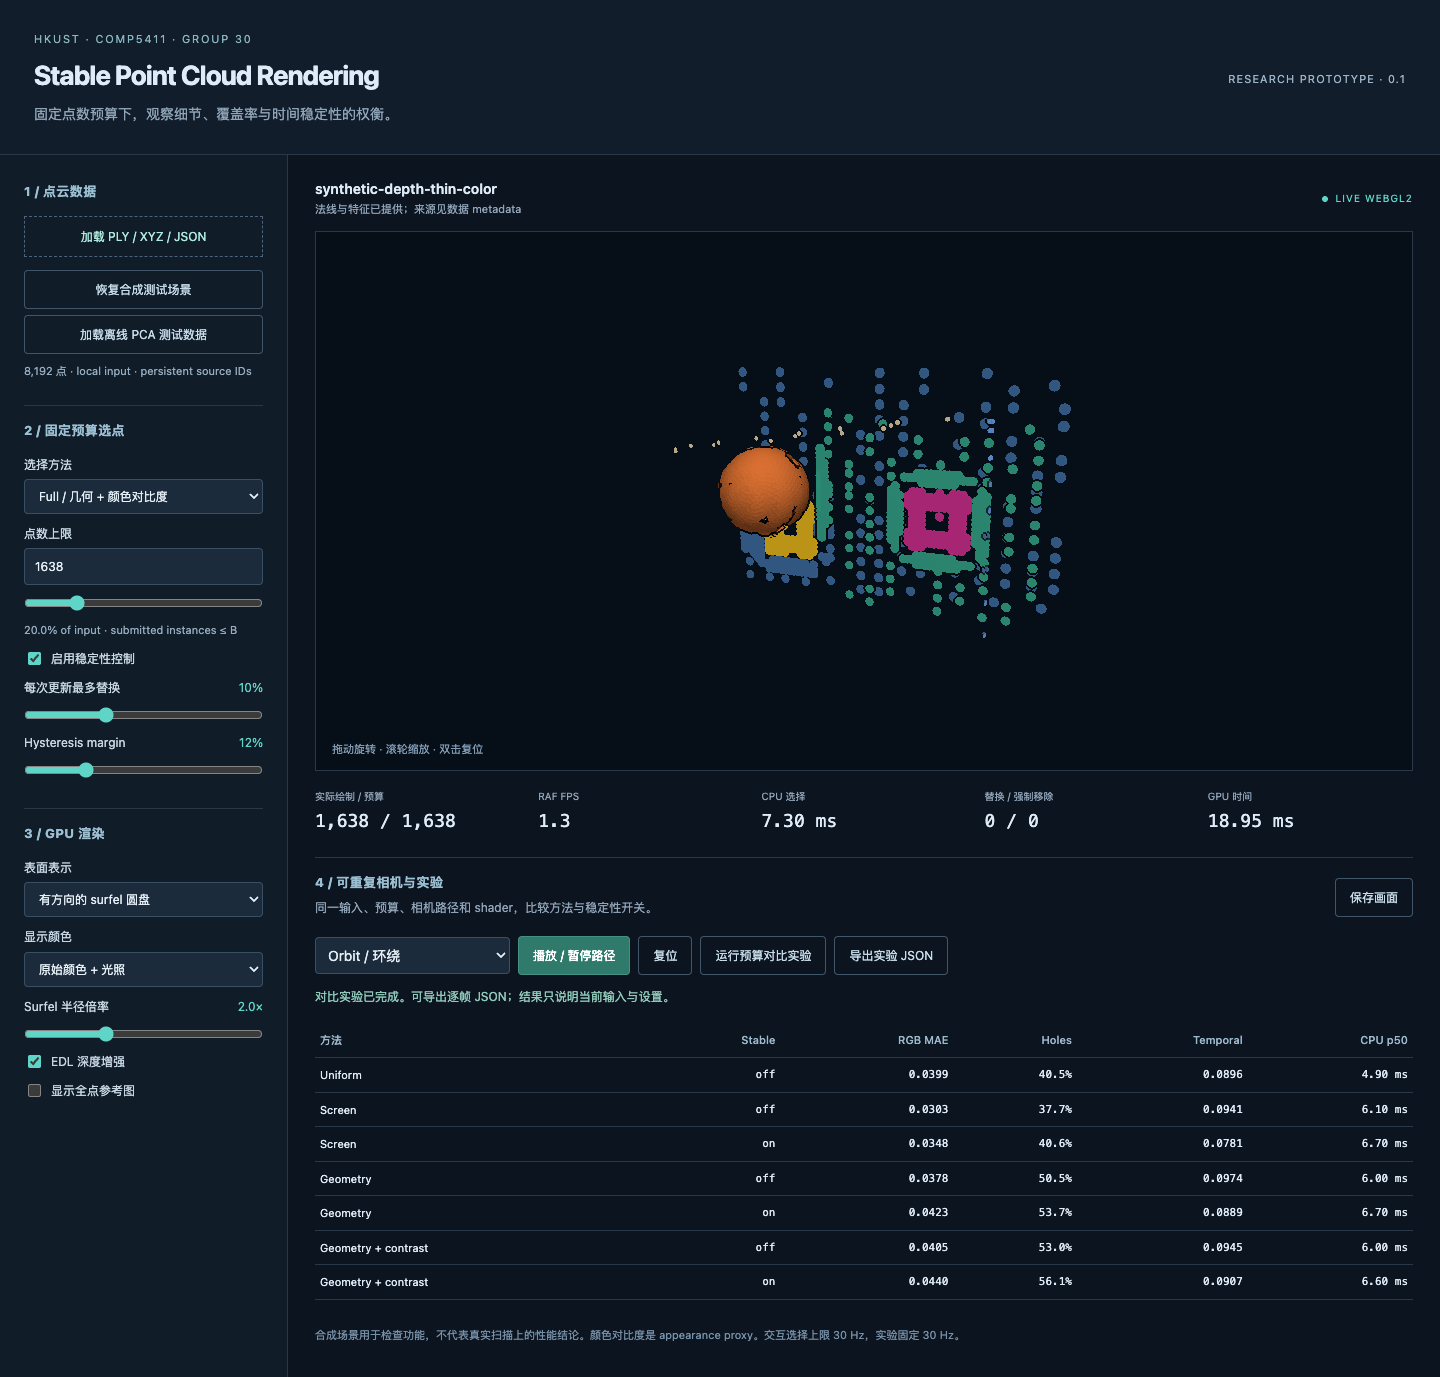 HKUST · COMP5411 · GROUP 30
Stable Point Cloud Rendering
固定点数预算下，观察细节、覆盖率与时间稳定性的权衡。
RESEARCH PROTOTYPE · 0.1
1 / 点云数据
加载 PLY / XYZ / JSON
恢复合成测试场景
加载离线 PCA 测试数据
8,192 点 · local input · persistent source IDs
2 / 固定预算选点
选择方法
Full / 几何 + 颜色对比度
点数上限
1638
20.0% of input · submitted instances ≤ B
启用稳定性控制
每次更新最多替换 10%
Hysteresis margin 12%
3 / GPU 渲染
表面表示
有方向的 surfel 圆盘
显示颜色
原始颜色 + 光照
Surfel 半径倍率 2.0×
EDL 深度增强
显示全点参考图
synthetic-depth-thin-color
法线与特征已提供；来源见数据 metadata
LIVE WEBGL2
拖动旋转 · 滚轮缩放 · 双击复位
实际绘制 / 预算 RAF FPS CPU 选择 替换 / 强制移除 GPU 时间
1,638 / 1,638 1.3 7.30 ms 0 / 0 18.95 ms
4 / 可重复相机与实验
同一输入、预算、相机路径和 shader，比较方法与稳定性开关。
保存画面
Orbit / 环绕 播放 / 暂停路径 复位 运行预算对比实验 导出实验 JSON
对比实验已完成。可导出逐帧 JSON；结果只说明当前输入与设置。
方法 Stable RGB MAE Holes Temporal CPU p50
Uniform off 0.0399 40.5% 0.0896 4.90 ms
Screen off 0.0303 37.7% 0.0941 6.10 ms
Screen on 0.0348 40.6% 0.0781 6.70 ms
Geometry off 0.0378 50.5% 0.0974 6.00 ms
Geometry on 0.0423 53.7% 0.0889 6.70 ms
Geometry + contrast off 0.0405 53.0% 0.0945 6.00 ms
Geometry + contrast on 0.0440 56.1% 0.0907 6.60 ms
合成场景用于检查功能，不代表真实扫描上的性能结论。颜色对比度是 appearance proxy。交互选择上限 30 Hz，实验固定 30 Hz。